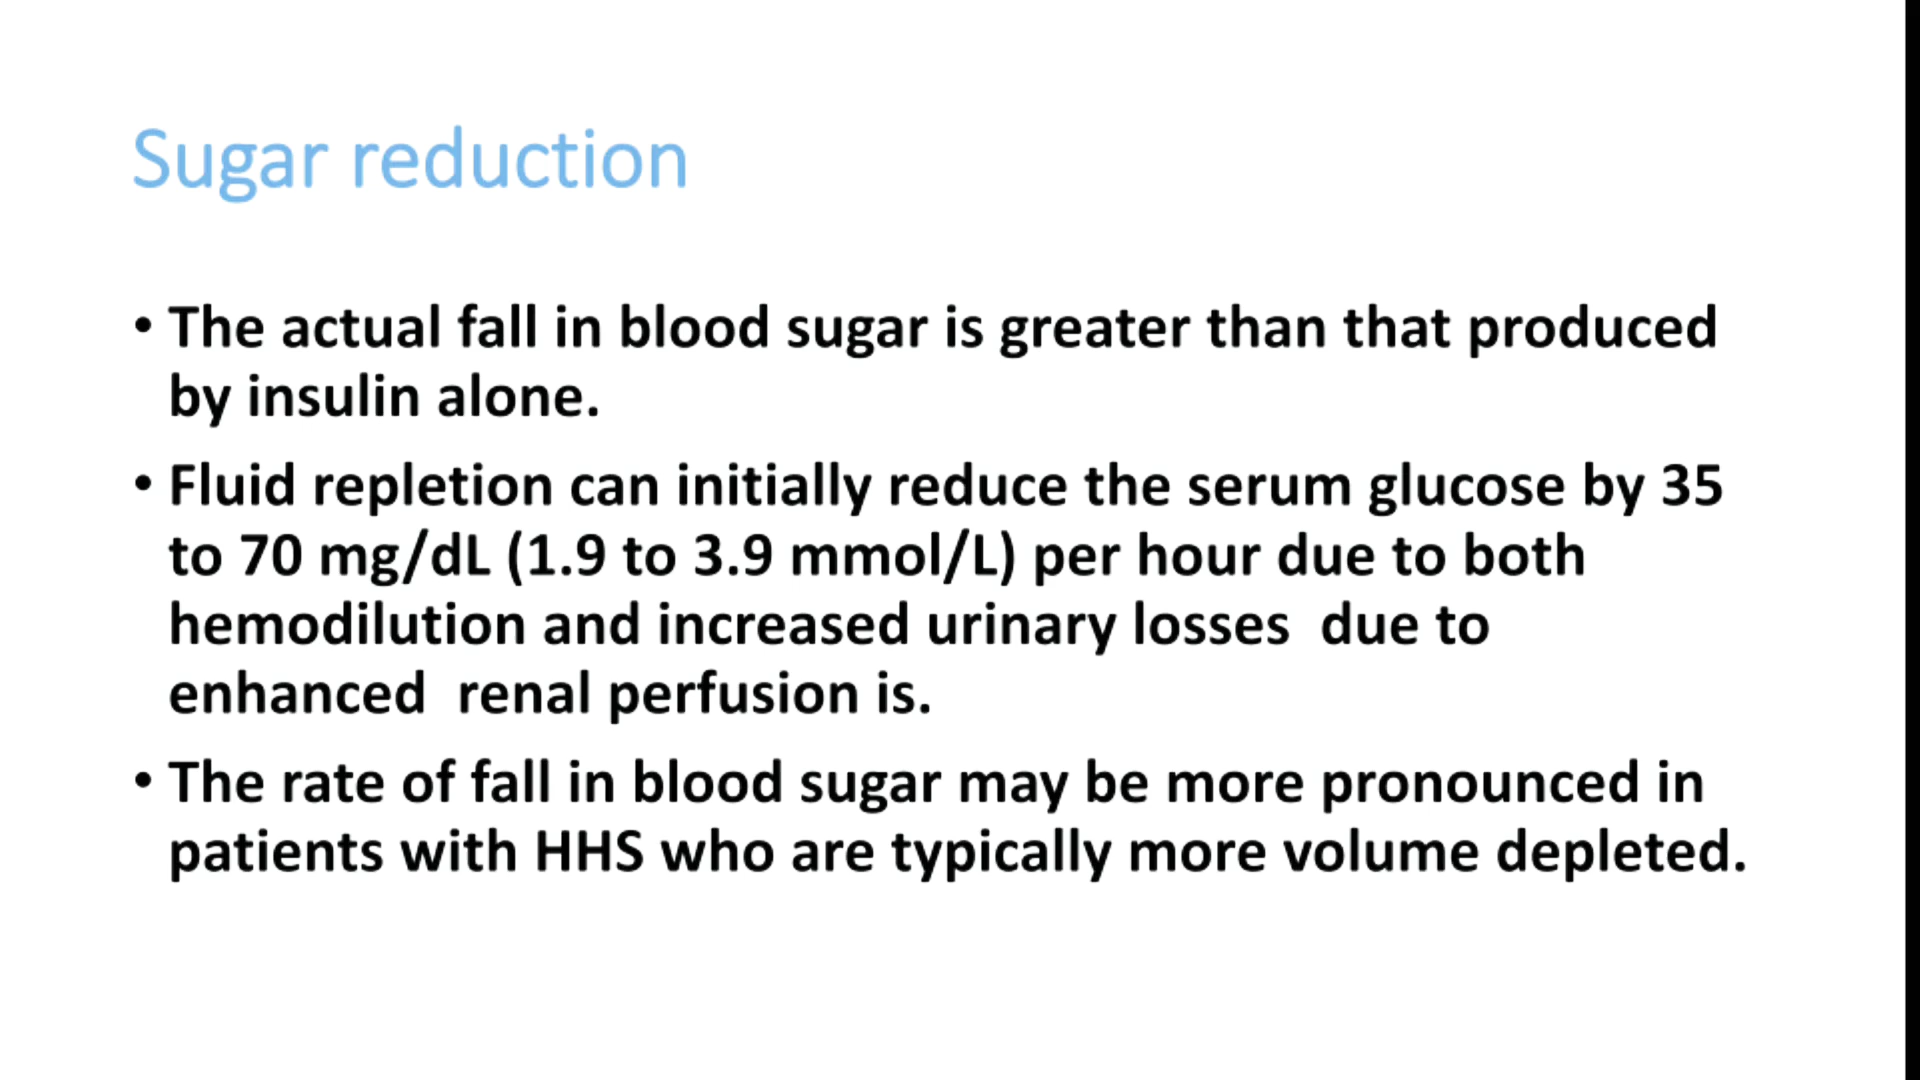 Sugar reduction
• The actual fall in blood sugar is greater than that produced
by insulin alone.
• Fluid repletion can initially reduce the serum glucose by 35
to 70 mg/dL (1.9 to 3.9 mmol/L) per hour due to both
hemodilution and increased urinary losses  due to
enhanced  renal perfusion is.
• The rate of fall in blood sugar may be more pronounced in
patients with HHS who are typically more volume depleted.